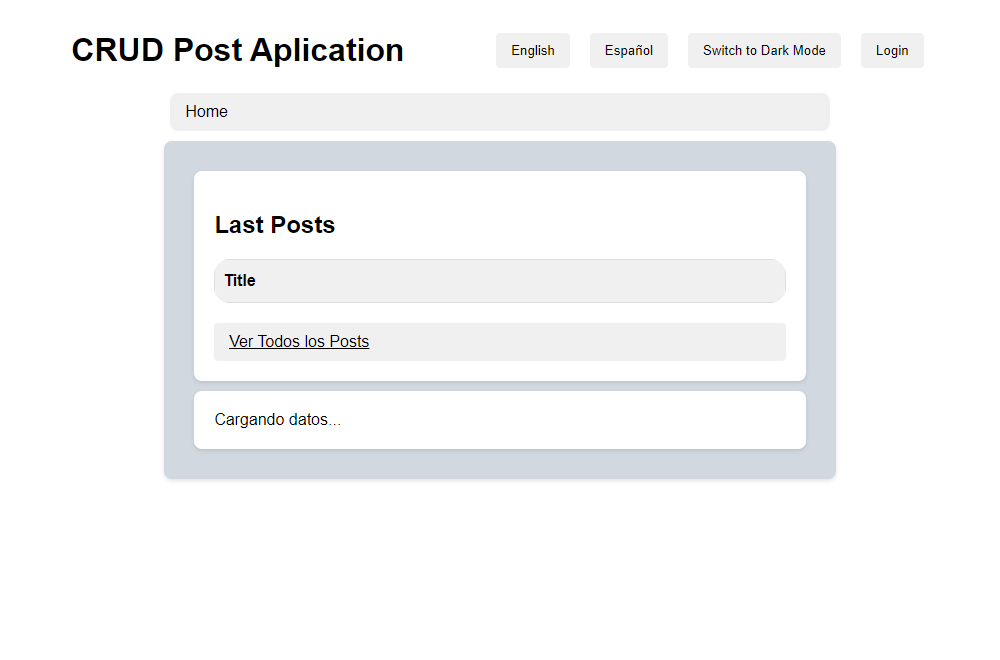 CRUD Post Aplication
English
Español
Switch to Dark Mode
Login
Home
Last Posts
Title
Ver Todos los Posts
Cargando datos...